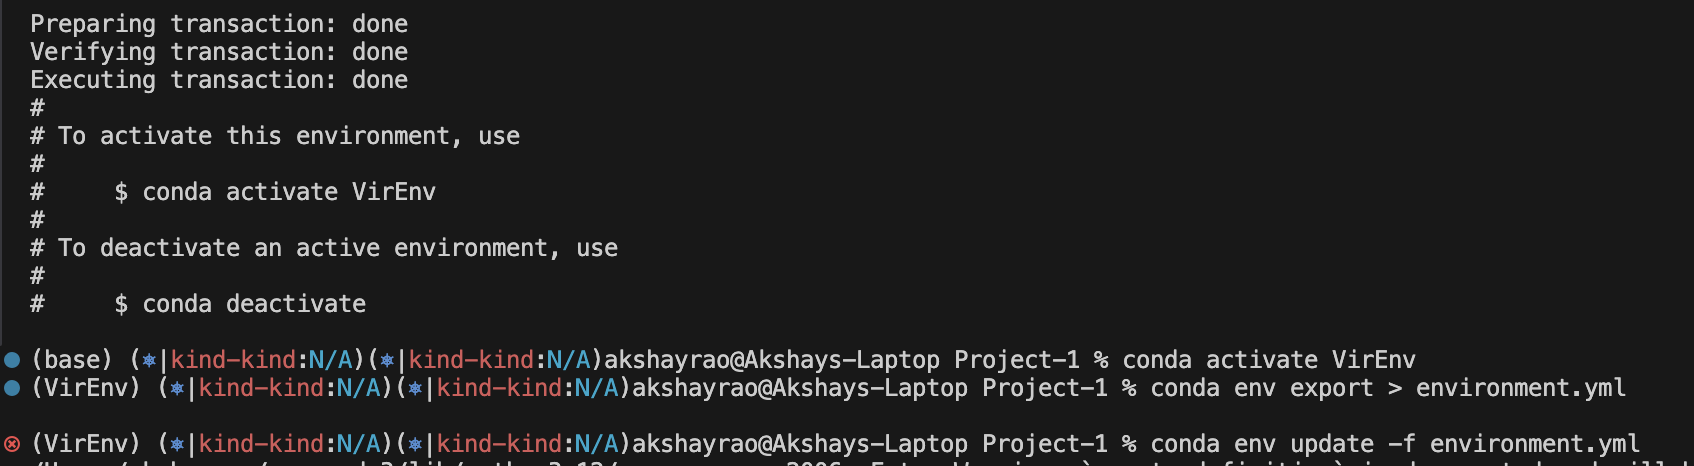 Preparing transaction: done
Verifying transaction: done
Executing transaction: done
#
# To activate this environment, use
#
#     $ conda activate VirEnv
#
# To deactivate an active environment, use
#
#     $ conda deactivate
(base) (⎈|kind-kind:N/A)(⎈|kind-kind:N/A)akshayrao@Akshays-Laptop Project-1 % conda activate VirEnv
(VirEnv) (⎈|kind-kind:N/A)(⎈|kind-kind:N/A)akshayrao@Akshays-Laptop Project-1 % conda env export > environment.yml
(VirEnv) (⎈|kind-kind:N/A)(⎈|kind-kind:N/A)akshayrao@Akshays-Laptop Project-1 % conda env update -f environment.yml